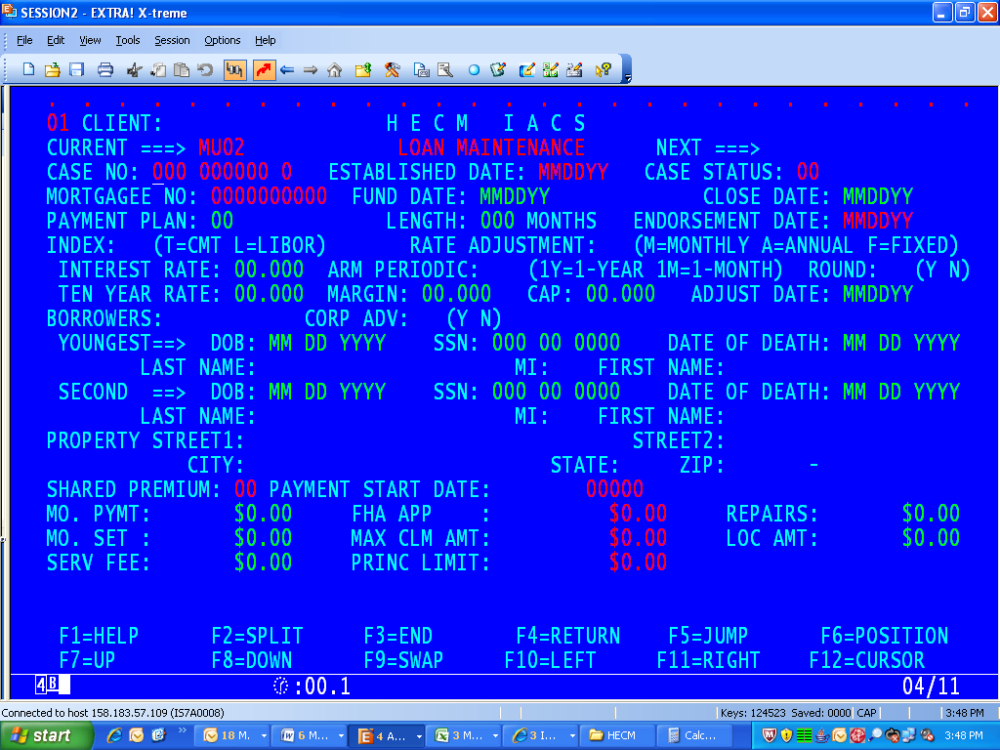 SESSION2 - EXTRA! X-treme
File Edit View Tools Session Options Help
01 CLIENT: H E C M I A C S
CURRENT ===> MU02 LOAN MAINTENANCE NEXT ===>
CASE NO: 000 000000 0 ESTABLISHED DATE: MMDDYY CASE STATUS: 00
MORTGAGEE NO: 0000000000 FUND DATE: MMDDYY CLOSE DATE: MMDDYY
PAYMENT PLAN: 00 LENGTH: 000 MONTHS ENDORSEMENT DATE: MMDDYY
INDEX: (T=CMT L=LIBOR) RATE ADJUSTMENT: (M=MONTHLY A=ANNUAL F=FIXED)
INTEREST RATE: 00.000 ARM PERIODIC: (1Y=1-YEAR 1M=1-MONTH) ROUND: (Y N)
TEN YEAR RATE: 00.000 MARGIN: 00.000 CAP: 00.000 ADJUST DATE: MMDDYY
BORROWERS: CORP ADV: (Y N)
YOUNGEST==> DOB: MM DD YYYY SSN: 000 00 0000 DATE OF DEATH: MM DD YYYY
LAST NAME: MI: FIRST NAME:
SECOND ==> DOB: MM DD YYYY SSN: 000 00 0000 DATE OF DEATH: MM DD YYYY
LAST NAME: MI: FIRST NAME:
PROPERTY STREET1: STREET2:
CITY: STATE: ZIP: -
SHARED PREMIUM: 00 PAYMENT START DATE: 00000
MO. PYMT: $0.00 FHA APP : $0.00 REPAIRS: $0.00
MO. SET : $0.00 MAX CLM AMT: $0.00 LOC AMT: $0.00
SERV FEE: $0.00 PRINC LIMIT: $0.00
F1=HELP F2=SPLIT F3=END F4=RETURN F5=JUMP F6=POSITION
F7=UP F8=DOWN F9=SWAP F10=LEFT F11=RIGHT F12=CURSOR
4B :00.1 04/11
Connected to host 158.183.57.109 (IS7A0008) Keys: 124523 Saved: 0000 CAP 3:48 PM
start 18 M. 6 M... 4 A... 3 M... 3 I... HECM Calc... 3:48 PM